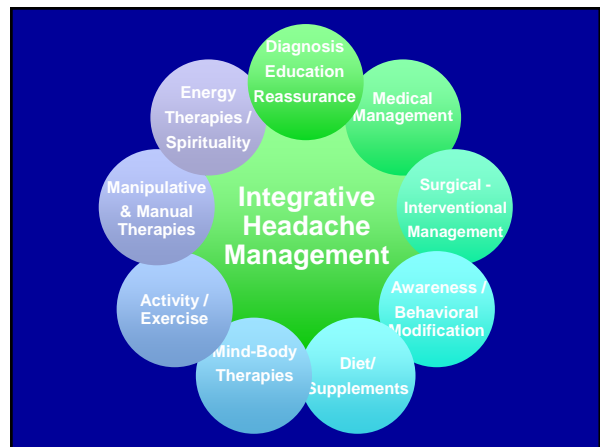 Diagnosis
Education
Reassurance
Medical
Management
Surgical -
Interventional
Management
Awareness /
Behavioral
Modification
Diet/
Supplements
Mind-Body
Therapies
Activity /
Exercise
Manipulative
& Manual
Therapies
Energy
Therapies /
Spirituality
Integrative
Headache
Management